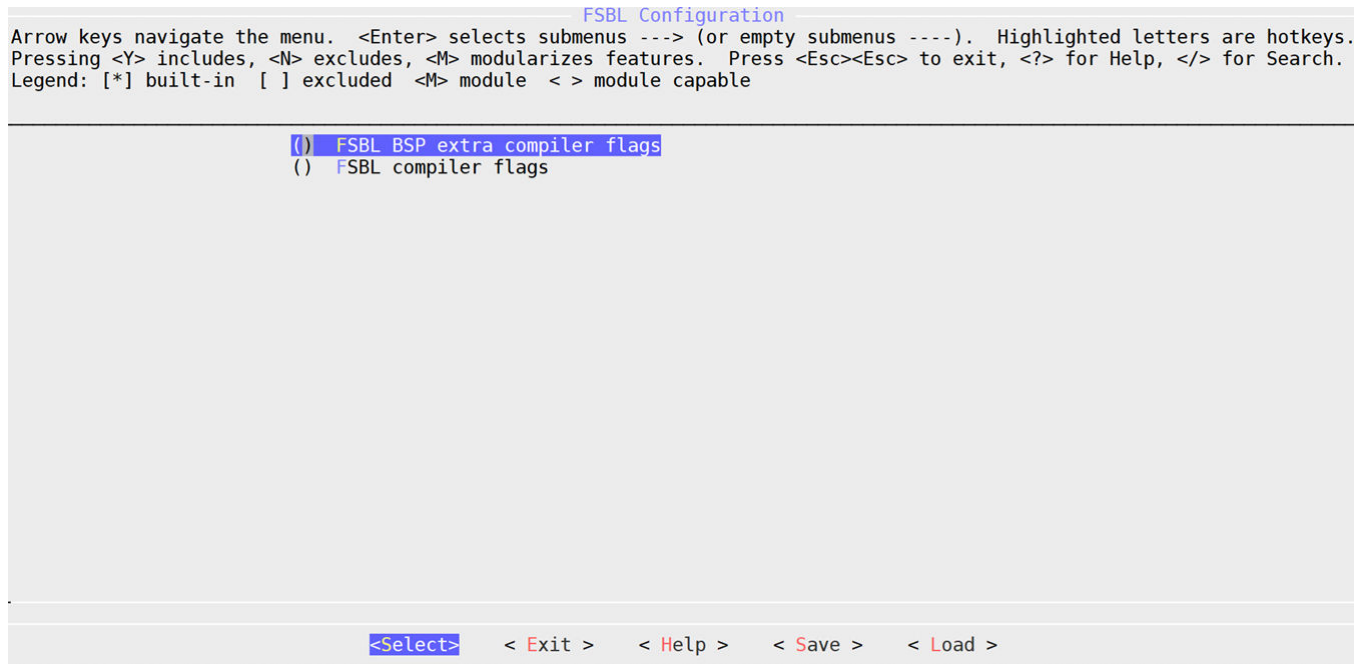 FSBL Configuration
Arrow keys navigate the menu.  <Enter> selects submenus ---> (or empty submenus ----).  Highlighted letters are hotkeys.
Pressing <Y> includes, <N> excludes, <M> modularizes features.  Press <Esc><Esc> to exit, <?> for Help, </> for Search.
Legend: [*] built-in  [ ] excluded  <M> module  < > module capable
()  FSBL BSP extra compiler flags
()  FSBL compiler flags
<Select>    < Exit >    < Help >    < Save >    < Load >